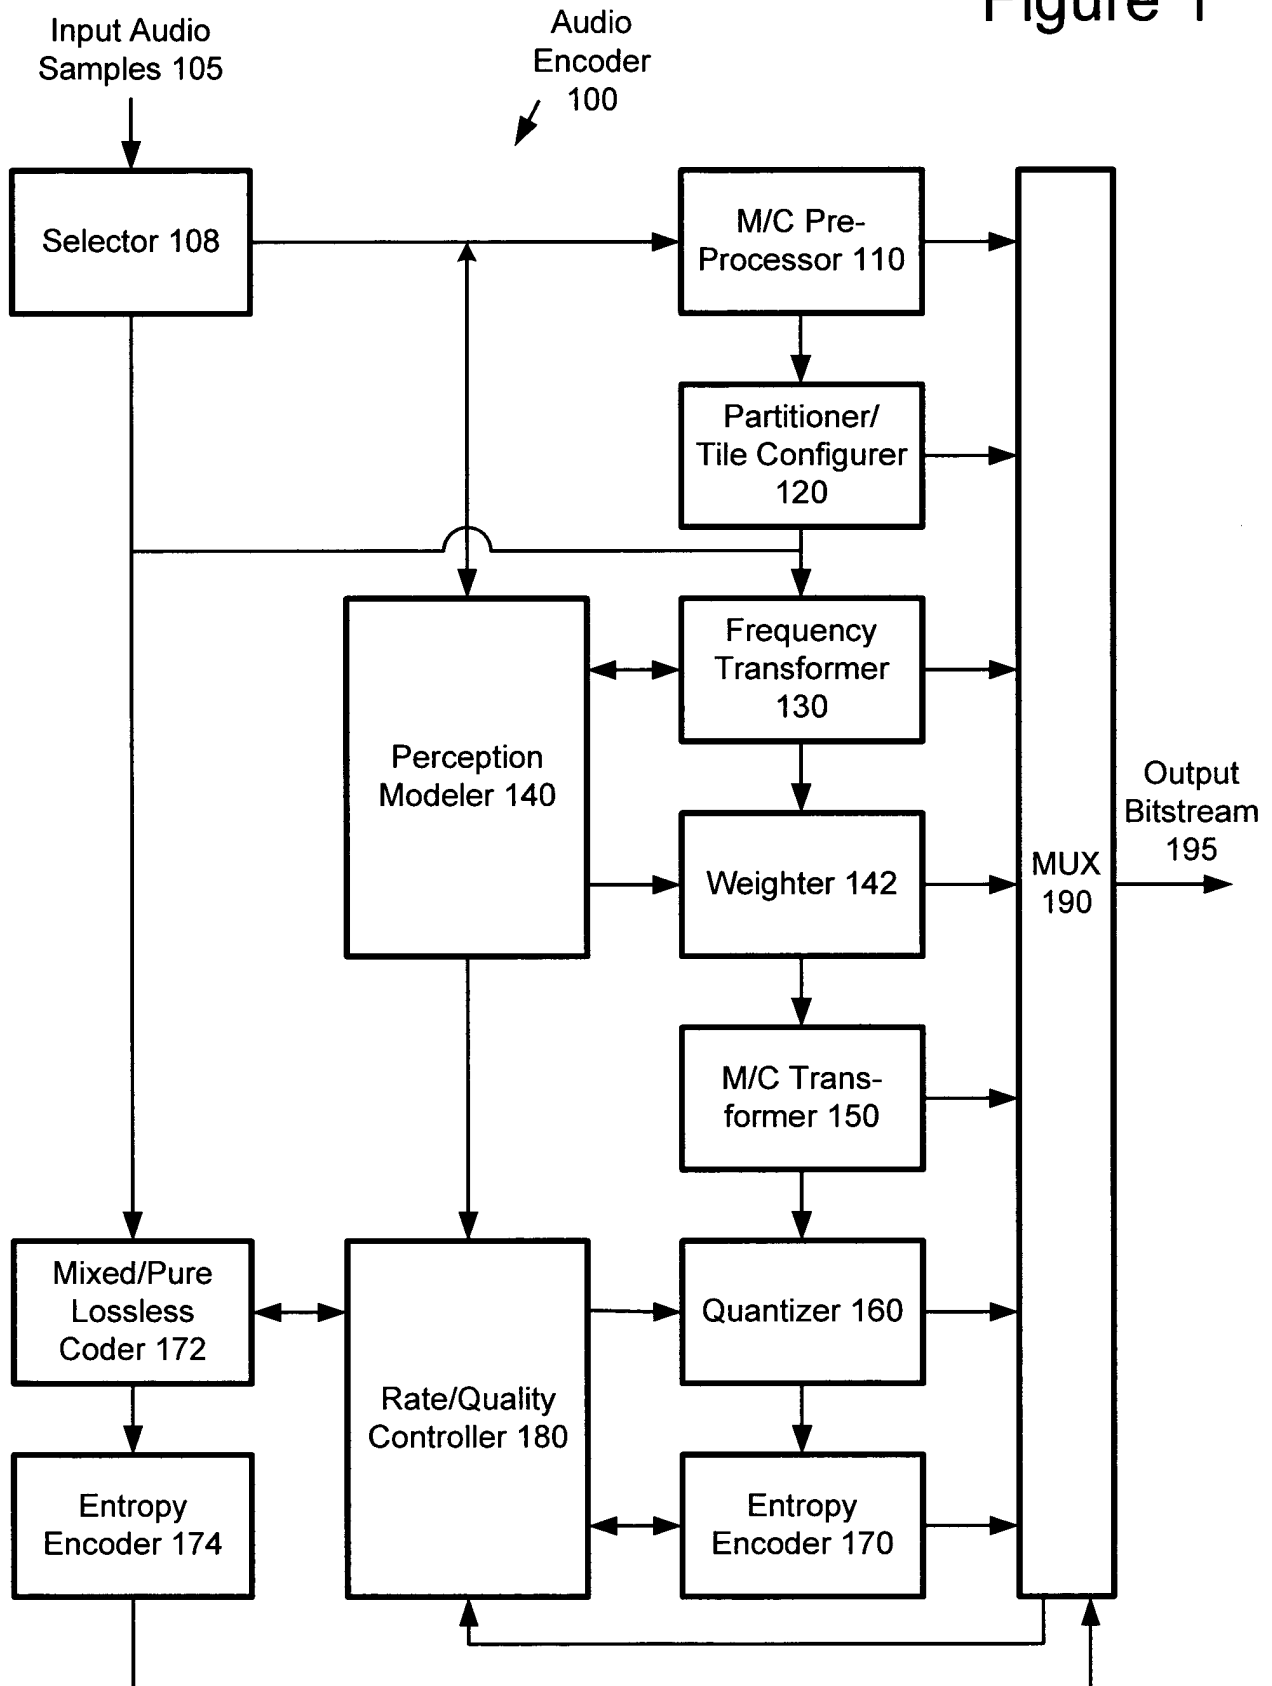 Figure 1
Input Audio
Samples 105
Audio
Encoder
100
Selector 108
M/C Pre-
Processor 110
Partitioner/
Tile Configurer
120
Frequency
Transformer
130
Perception
Modeler 140
Weighter 142
MUX
190
Output
Bitstream
195
M/C Trans-
former 150
Mixed/Pure
Lossless
Coder 172
Rate/Quality
Controller 180
Quantizer 160
Entropy
Encoder 174
Entropy
Encoder 170